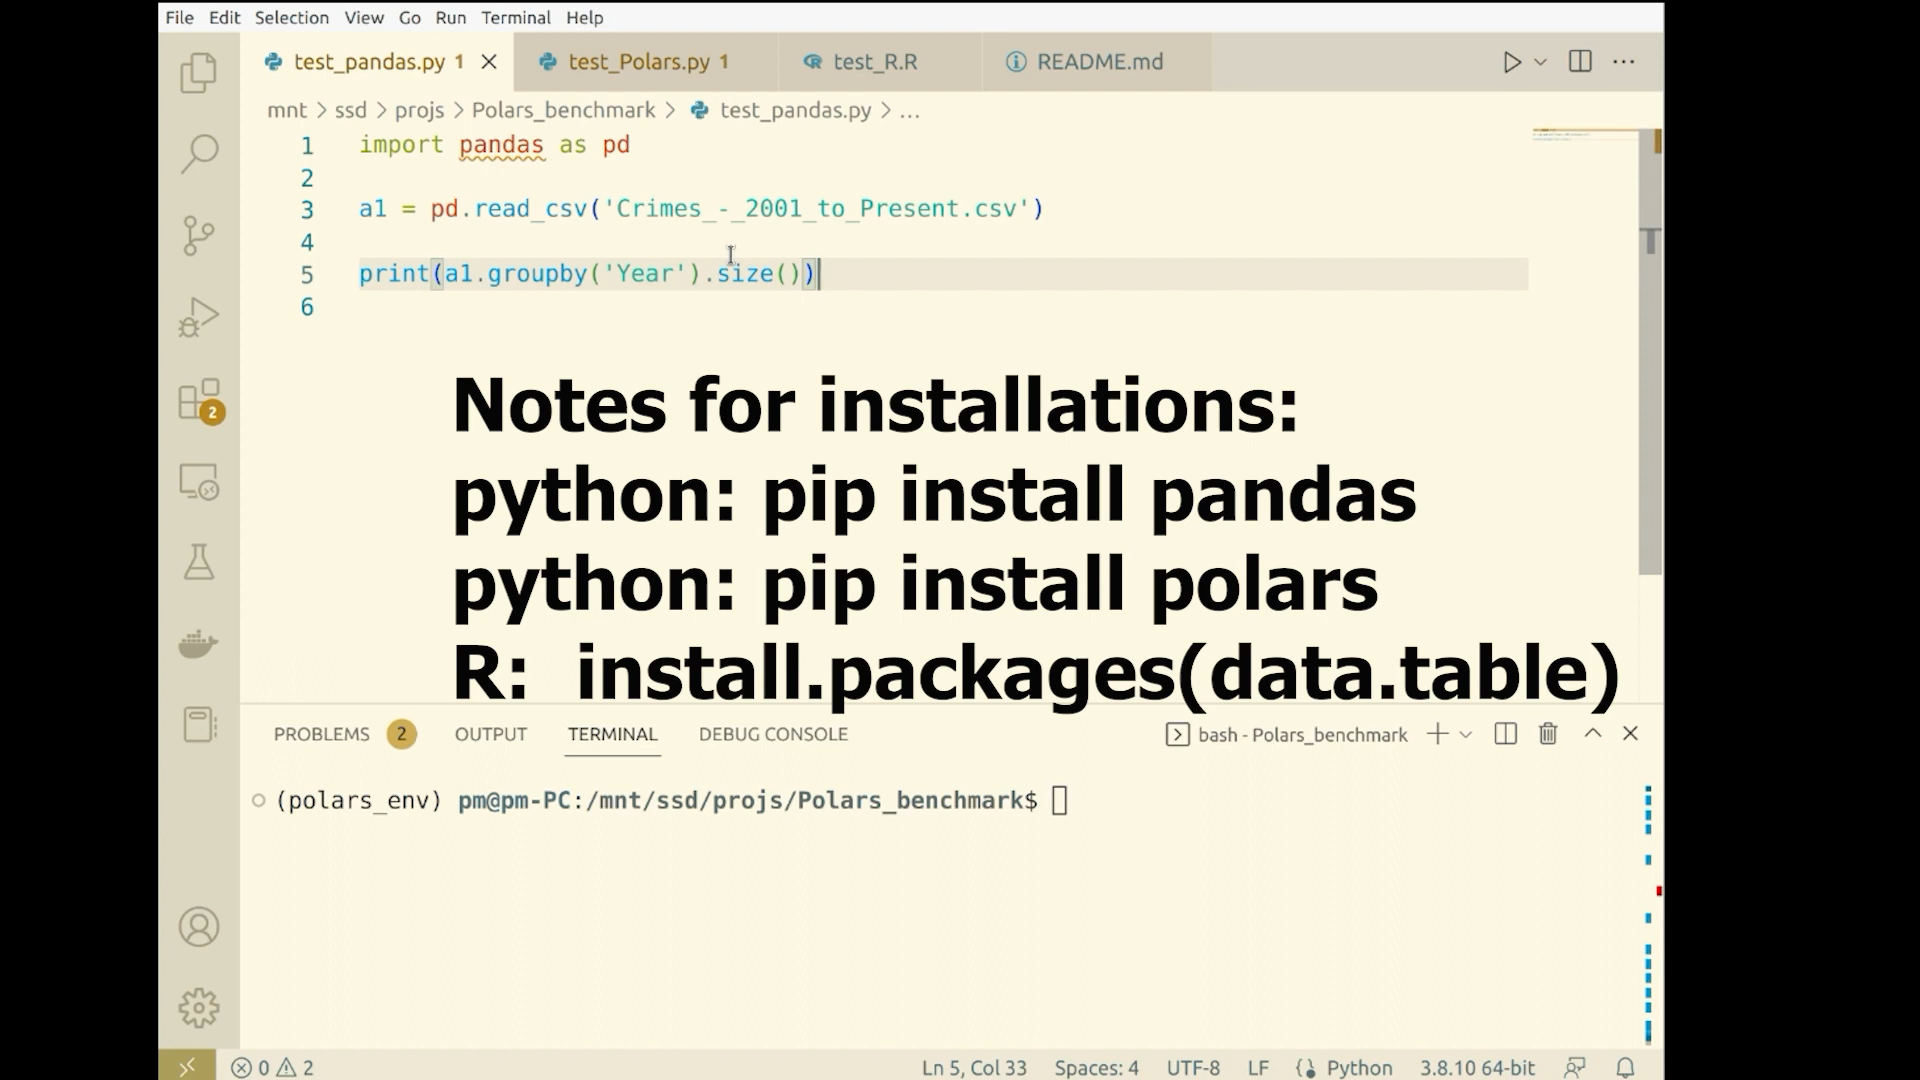 File Edit Selection View Go Run Terminal Help
test_pandas.py 1 test_Polars.py 1 test_R.R README.md
mnt > ssd > projs > Polars_benchmark > test_pandas.py > ...
1 import pandas as pd
2
3 a1 = pd.read_csv('Crimes_-_2001_to_Present.csv')
4
5 print(a1.groupby('Year').size())
6
Notes for installations:
python: pip install pandas
python: pip install polars
R: install.packages(data.table)
2
PROBLEMS 2 OUTPUT TERMINAL DEBUG CONSOLE bash - Polars_benchmark
(polars_env) pm@pm-PC:/mnt/ssd/projs/Polars_benchmark$
0 2 Ln 5, Col 33 Spaces: 4 UTF-8 LF Python 3.8.10 64-bit